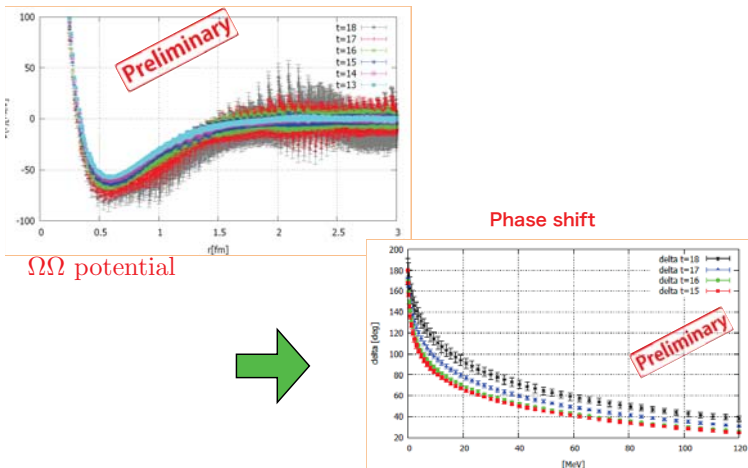 100
50
0
-50
-100
0
0.5
1
1.5
2
2.5
3
r[fm]
Preliminary
t=18
t=17
t=16
t=15
t=14
t=13
ΩΩ potential
Phase shift
200
180
160
140
120
100
80
60
40
20
delta [deg]
0
20
40
60
80
100
120
[MeV]
delta t=18
delta t=17
delta t=16
delta t=15
Preliminary